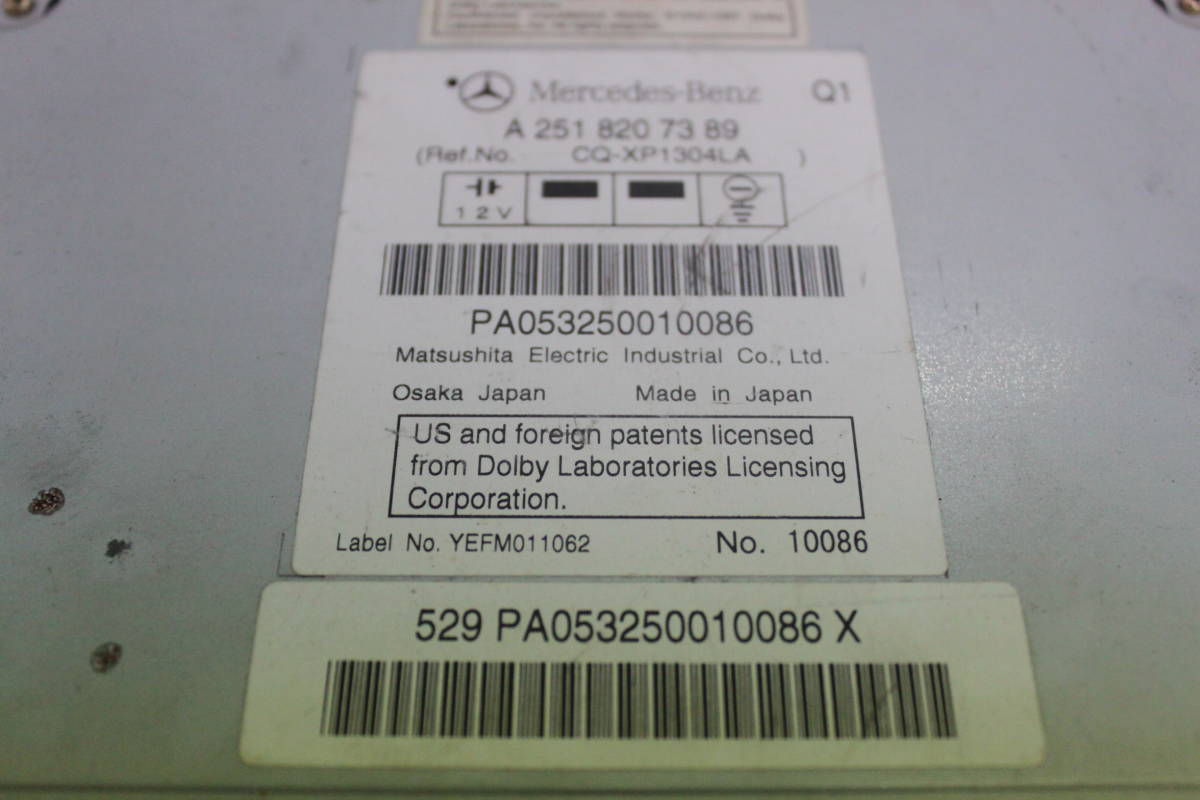 Mercedes-Benz Q1
A 251 820 73 89
(Ref.No. CQ-XP1304LA )
12V
PA053250010086
Matsushita Electric Industrial Co., Ltd.
Osaka Japan Made in Japan
US and foreign patents licensed
from Dolby Laboratories Licensing
Corporation.
Label No. YEFM011062 No. 10086
529 PA053250010086 X